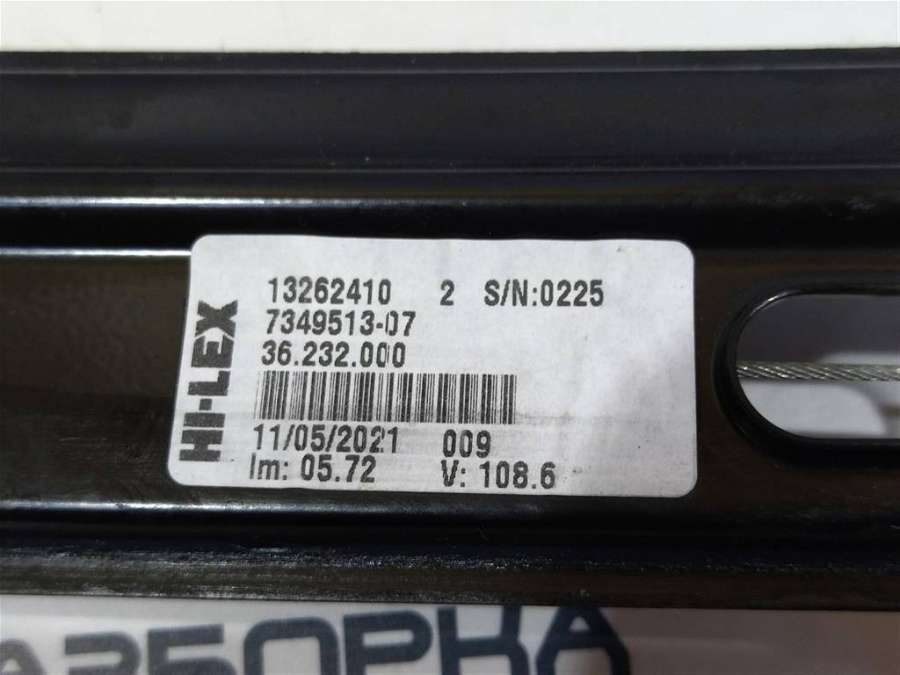 HI-LEX
13262410 2 S/N:0225
7349513-07
36.232.000
11/05/2021 009
Im: 05.72 V: 108.6
РАЗБОРКА